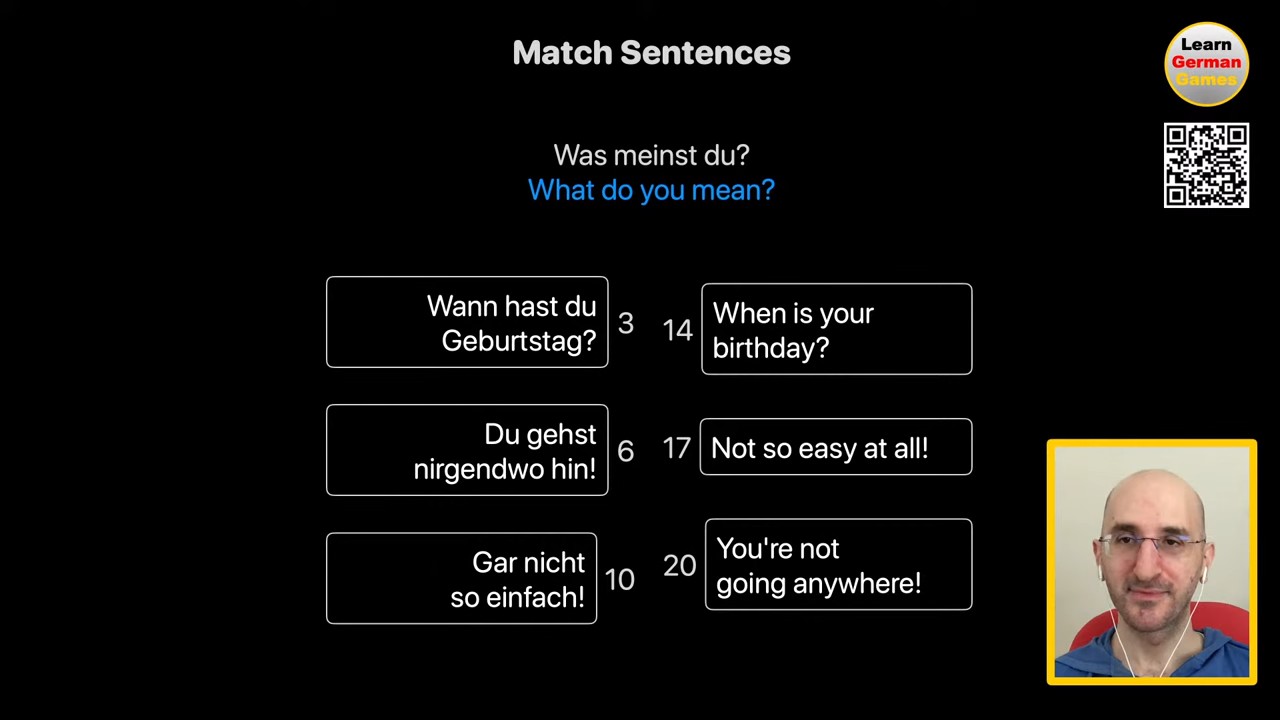 Match Sentences
Learn
German
Games
Was meinst du?
What do you mean?
Wann hast du
Geburtstag?
3
14
When is your
birthday?
Du gehst
nirgendwo hin!
6
17
Not so easy at all!
Gar nicht
so einfach!
10
20
You're not
going anywhere!